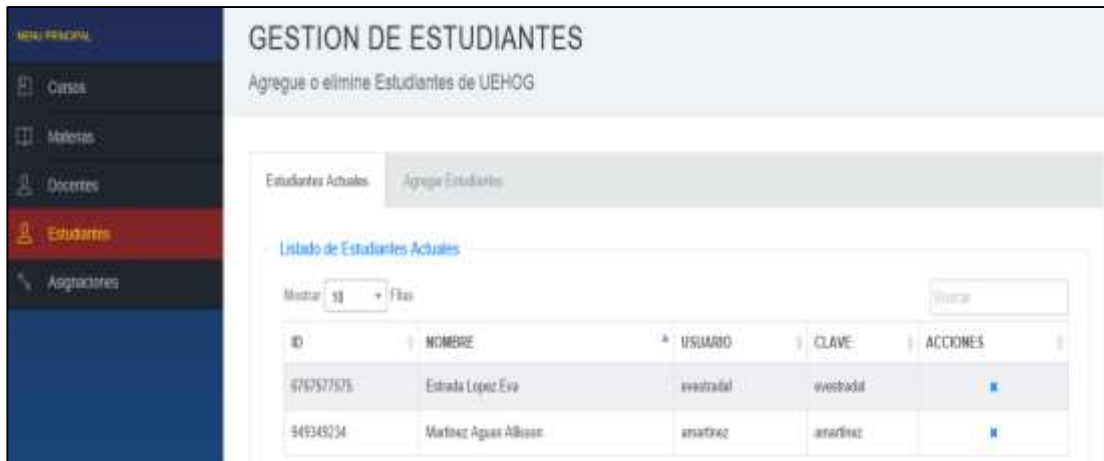 MENU PRINCIPAL
Cursos
Materias
Docentes
Estudiantes
Asignaciones
GESTION DE ESTUDIANTES
Agregue o elimine Estudiantes de UEHOG
Estudiantes Actuales Agregar Estudiantes
Listado de Estudiantes Actuales
Mostrar 10 Filas Buscar
ID NOMBRE USUARIO CLAVE ACCIONES
Estrada Lopez Eva evestradal evestradal
949349234 Martinez Aguas Allisson amartinez amartinez